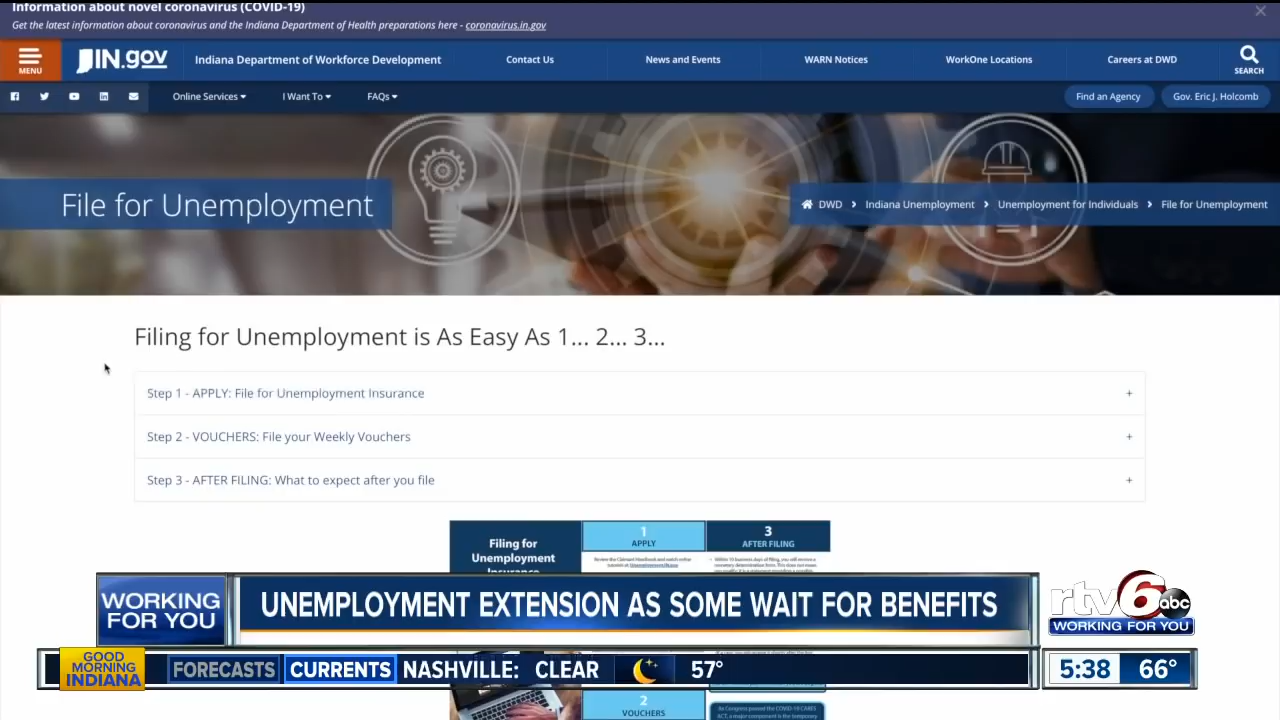 Information about novel coronavirus (COVID-19)
Get the latest information about coronavirus and the Indiana Department of Health preparations here - coronavirus.in.gov
MENU
IN.gov
Indiana Department of Workforce Development
Contact Us
News and Events
WARN Notices
WorkOne Locations
Careers at DWD
SEARCH
Online Services
I Want To
FAQs
Find an Agency
Gov. Eric J. Holcomb
File for Unemployment
DWD > Indiana Unemployment > Unemployment for Individuals > File for Unemployment
Filing for Unemployment is As Easy As 1... 2... 3...
Step 1 - APPLY: File for Unemployment Insurance +
Step 2 - VOUCHERS: File your Weekly Vouchers +
Step 3 - AFTER FILING: What to expect after you file +
Filing for
Unemployment
Insurance
1
APPLY
3
AFTER FILING
WORKING
FOR YOU
UNEMPLOYMENT EXTENSION AS SOME WAIT FOR BENEFITS
rtv6 abc
WORKING FOR YOU
GOOD
MORNING
INDIANA
FORECASTS
CURRENTS
NASHVILLE: CLEAR 57°
5:38 66°
2
VOUCHERS